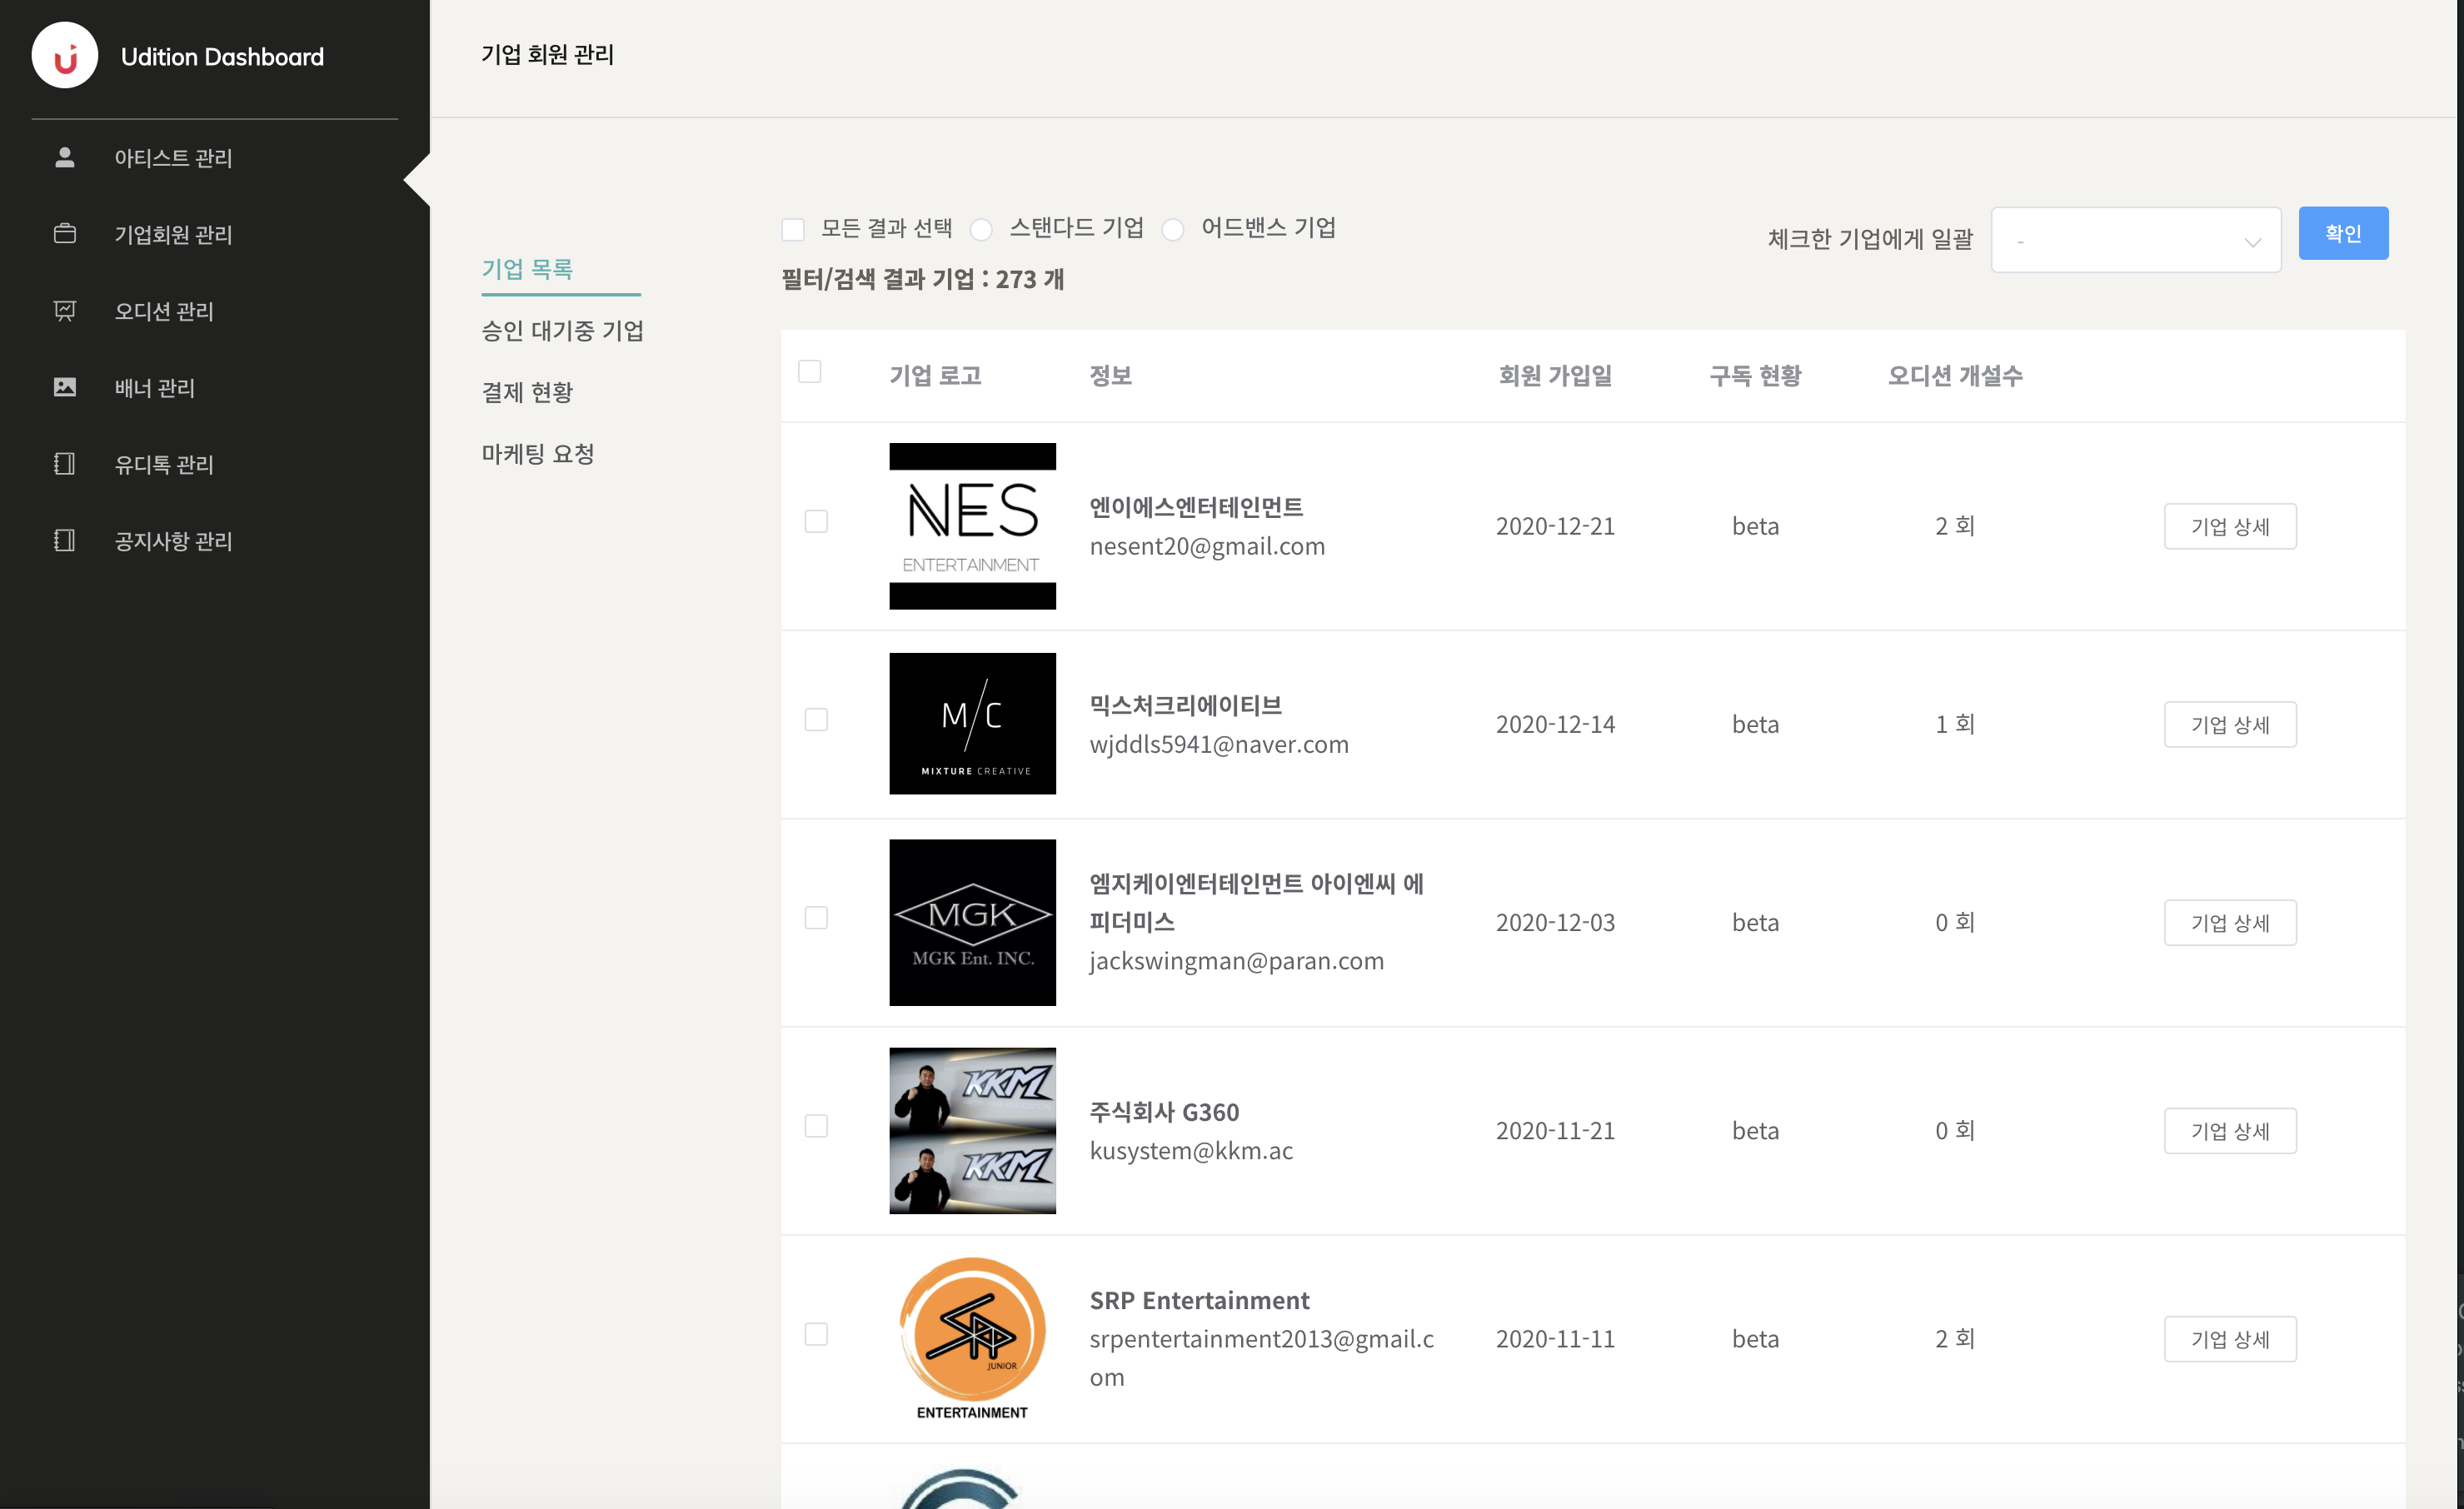 Udition Dashboard
아티스트 관리
기업회원 관리
오디션 관리
배너 관리
유디톡 관리
공지사항 관리
기업 회원 관리
기업 목록
승인 대기중 기업
결제 현황
마케팅 요청
모든 결과 선택 스탠다드 기업 어드밴스 기업
필터/검색 결과 기업 : 273 개
체크한 기업에게 일괄 - 확인
기업 로고 정보 회원 가입일 구독 현황 오디션 개설수
NES
ENTERTAINMENT
엔이에스엔터테인먼트
nesent20@gmail.com
2020-12-21 beta 2 회 기업 상세
M/C
MIXTURE CREATIVE
믹스처크리에이티브
wjddls5941@naver.com
2020-12-14 beta 1 회 기업 상세
MGK
MGK Ent. INC.
엠지케이엔터테인먼트 아이엔씨 에
피더미스
jackswingman@paran.com
2020-12-03 beta 0 회 기업 상세
KKM
KKM
주식회사 G360
kusystem@kkm.ac
2020-11-21 beta 0 회 기업 상세
SRP
JUNIOR
ENTERTAINMENT
SRP Entertainment
srpentertainment2013@gmail.c
om
2020-11-11 beta 2 회 기업 상세